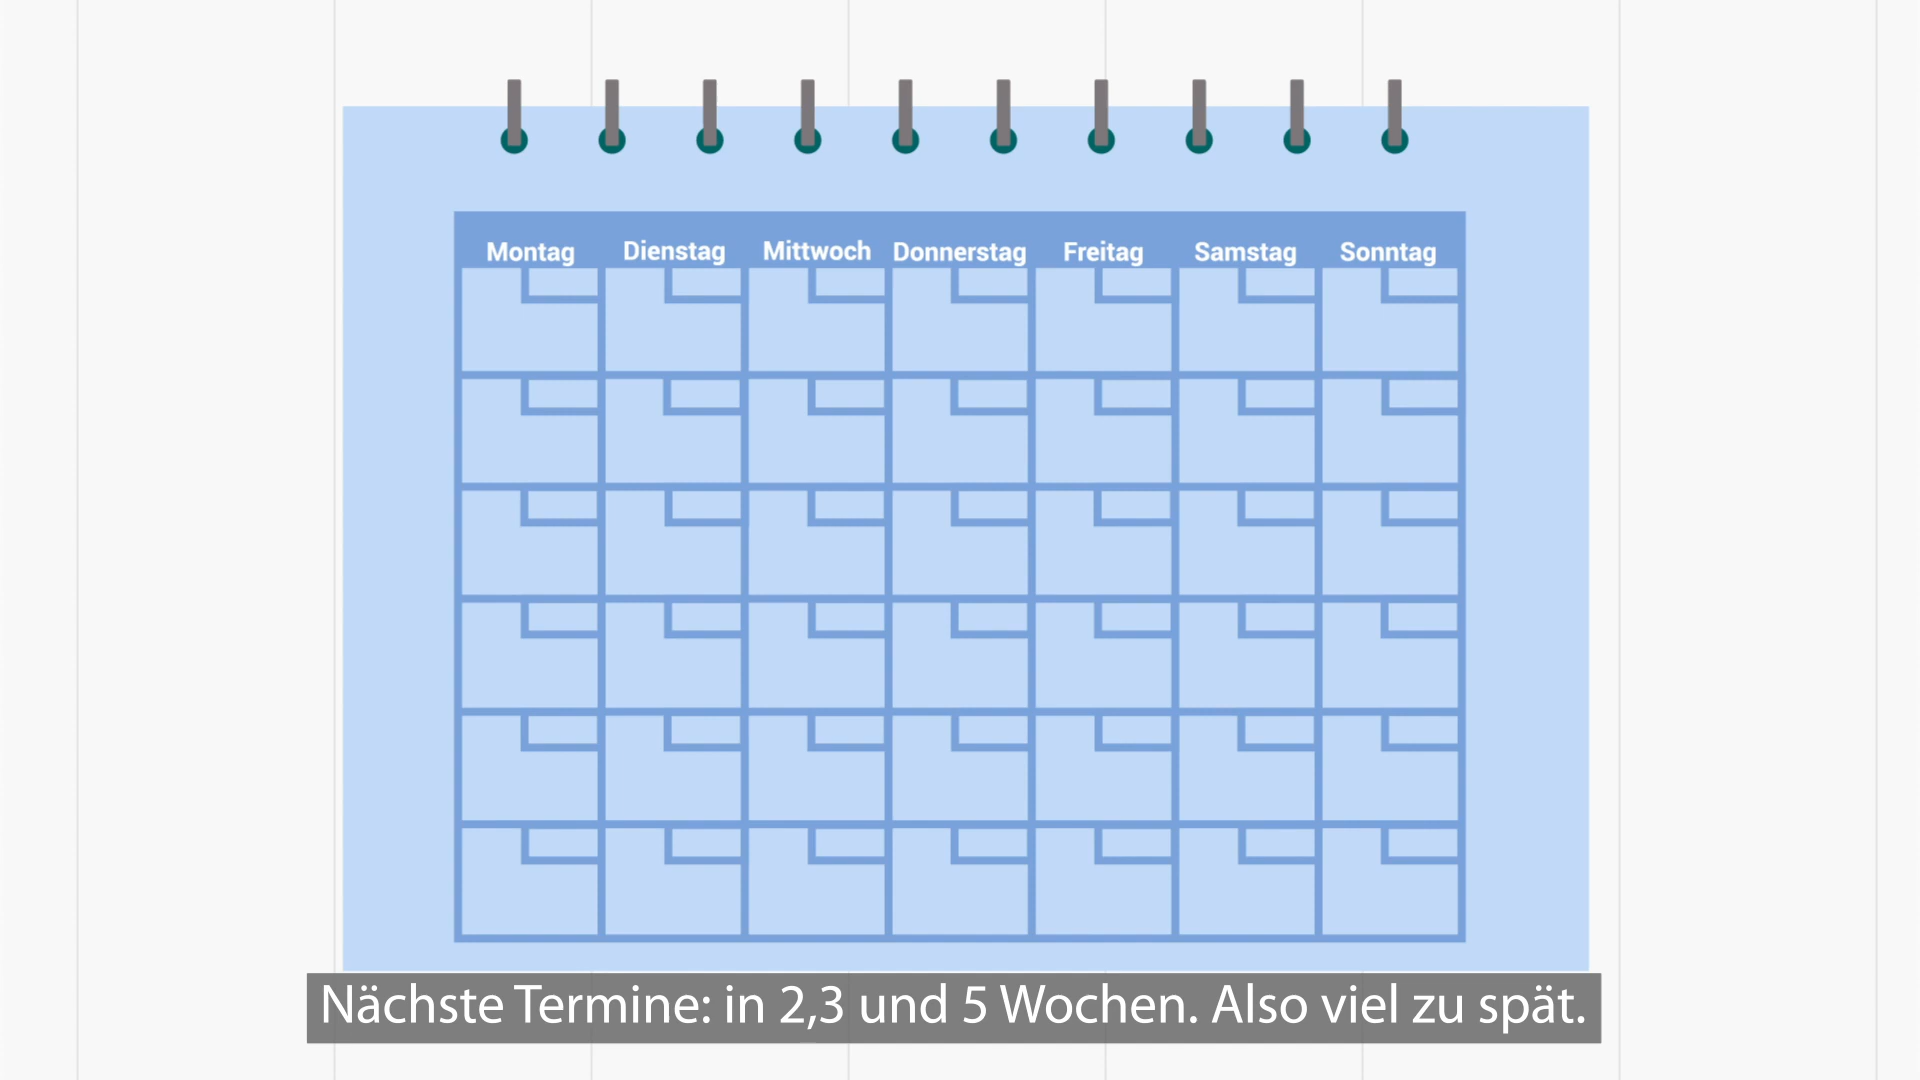 Montag Dienstag Mittwoch Donnerstag Freitag Samstag Sonntag
Nächste Termine: in 2,3 und 5 Wochen. Also viel zu spät.